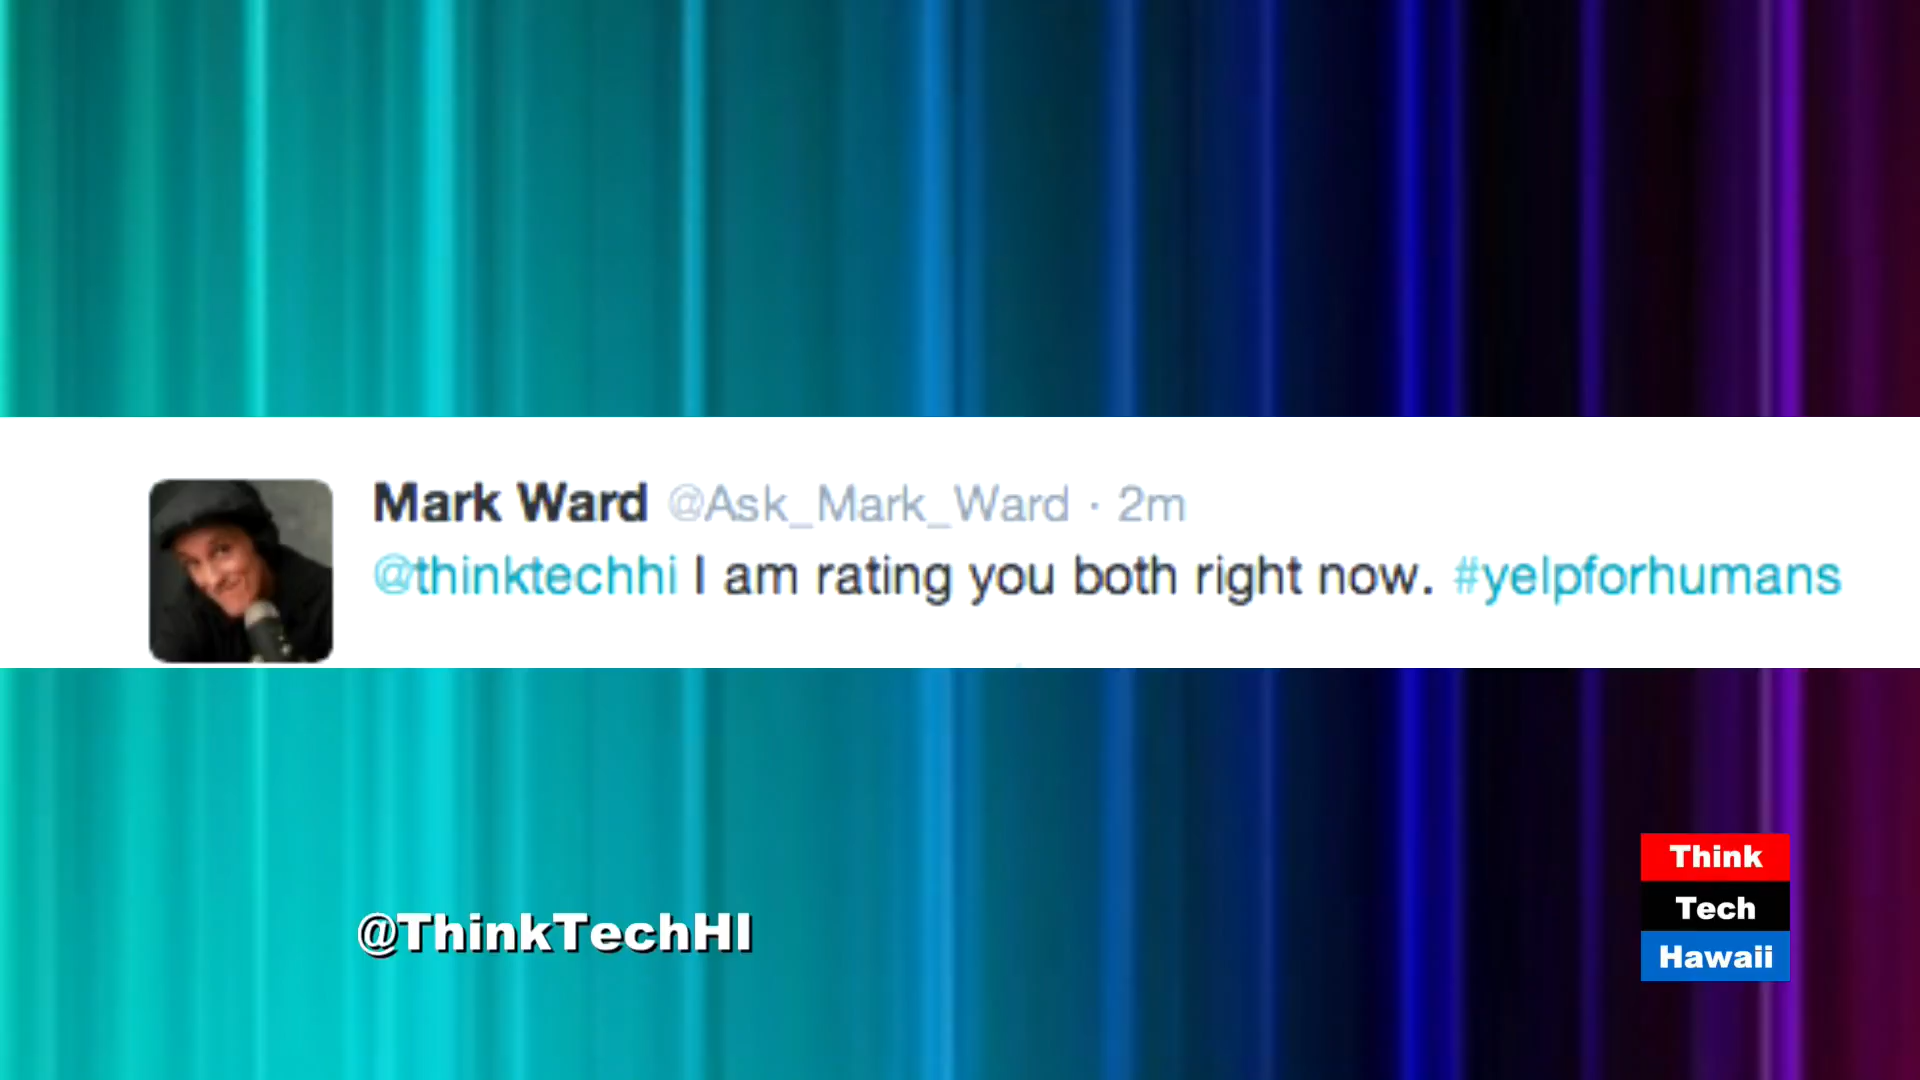 Mark Ward @Ask_Mark_Ward · 2m
@thinktechhi I am rating you both right now. #yelpforhumans
@ThinkTechHI
Think
Tech
Hawaii